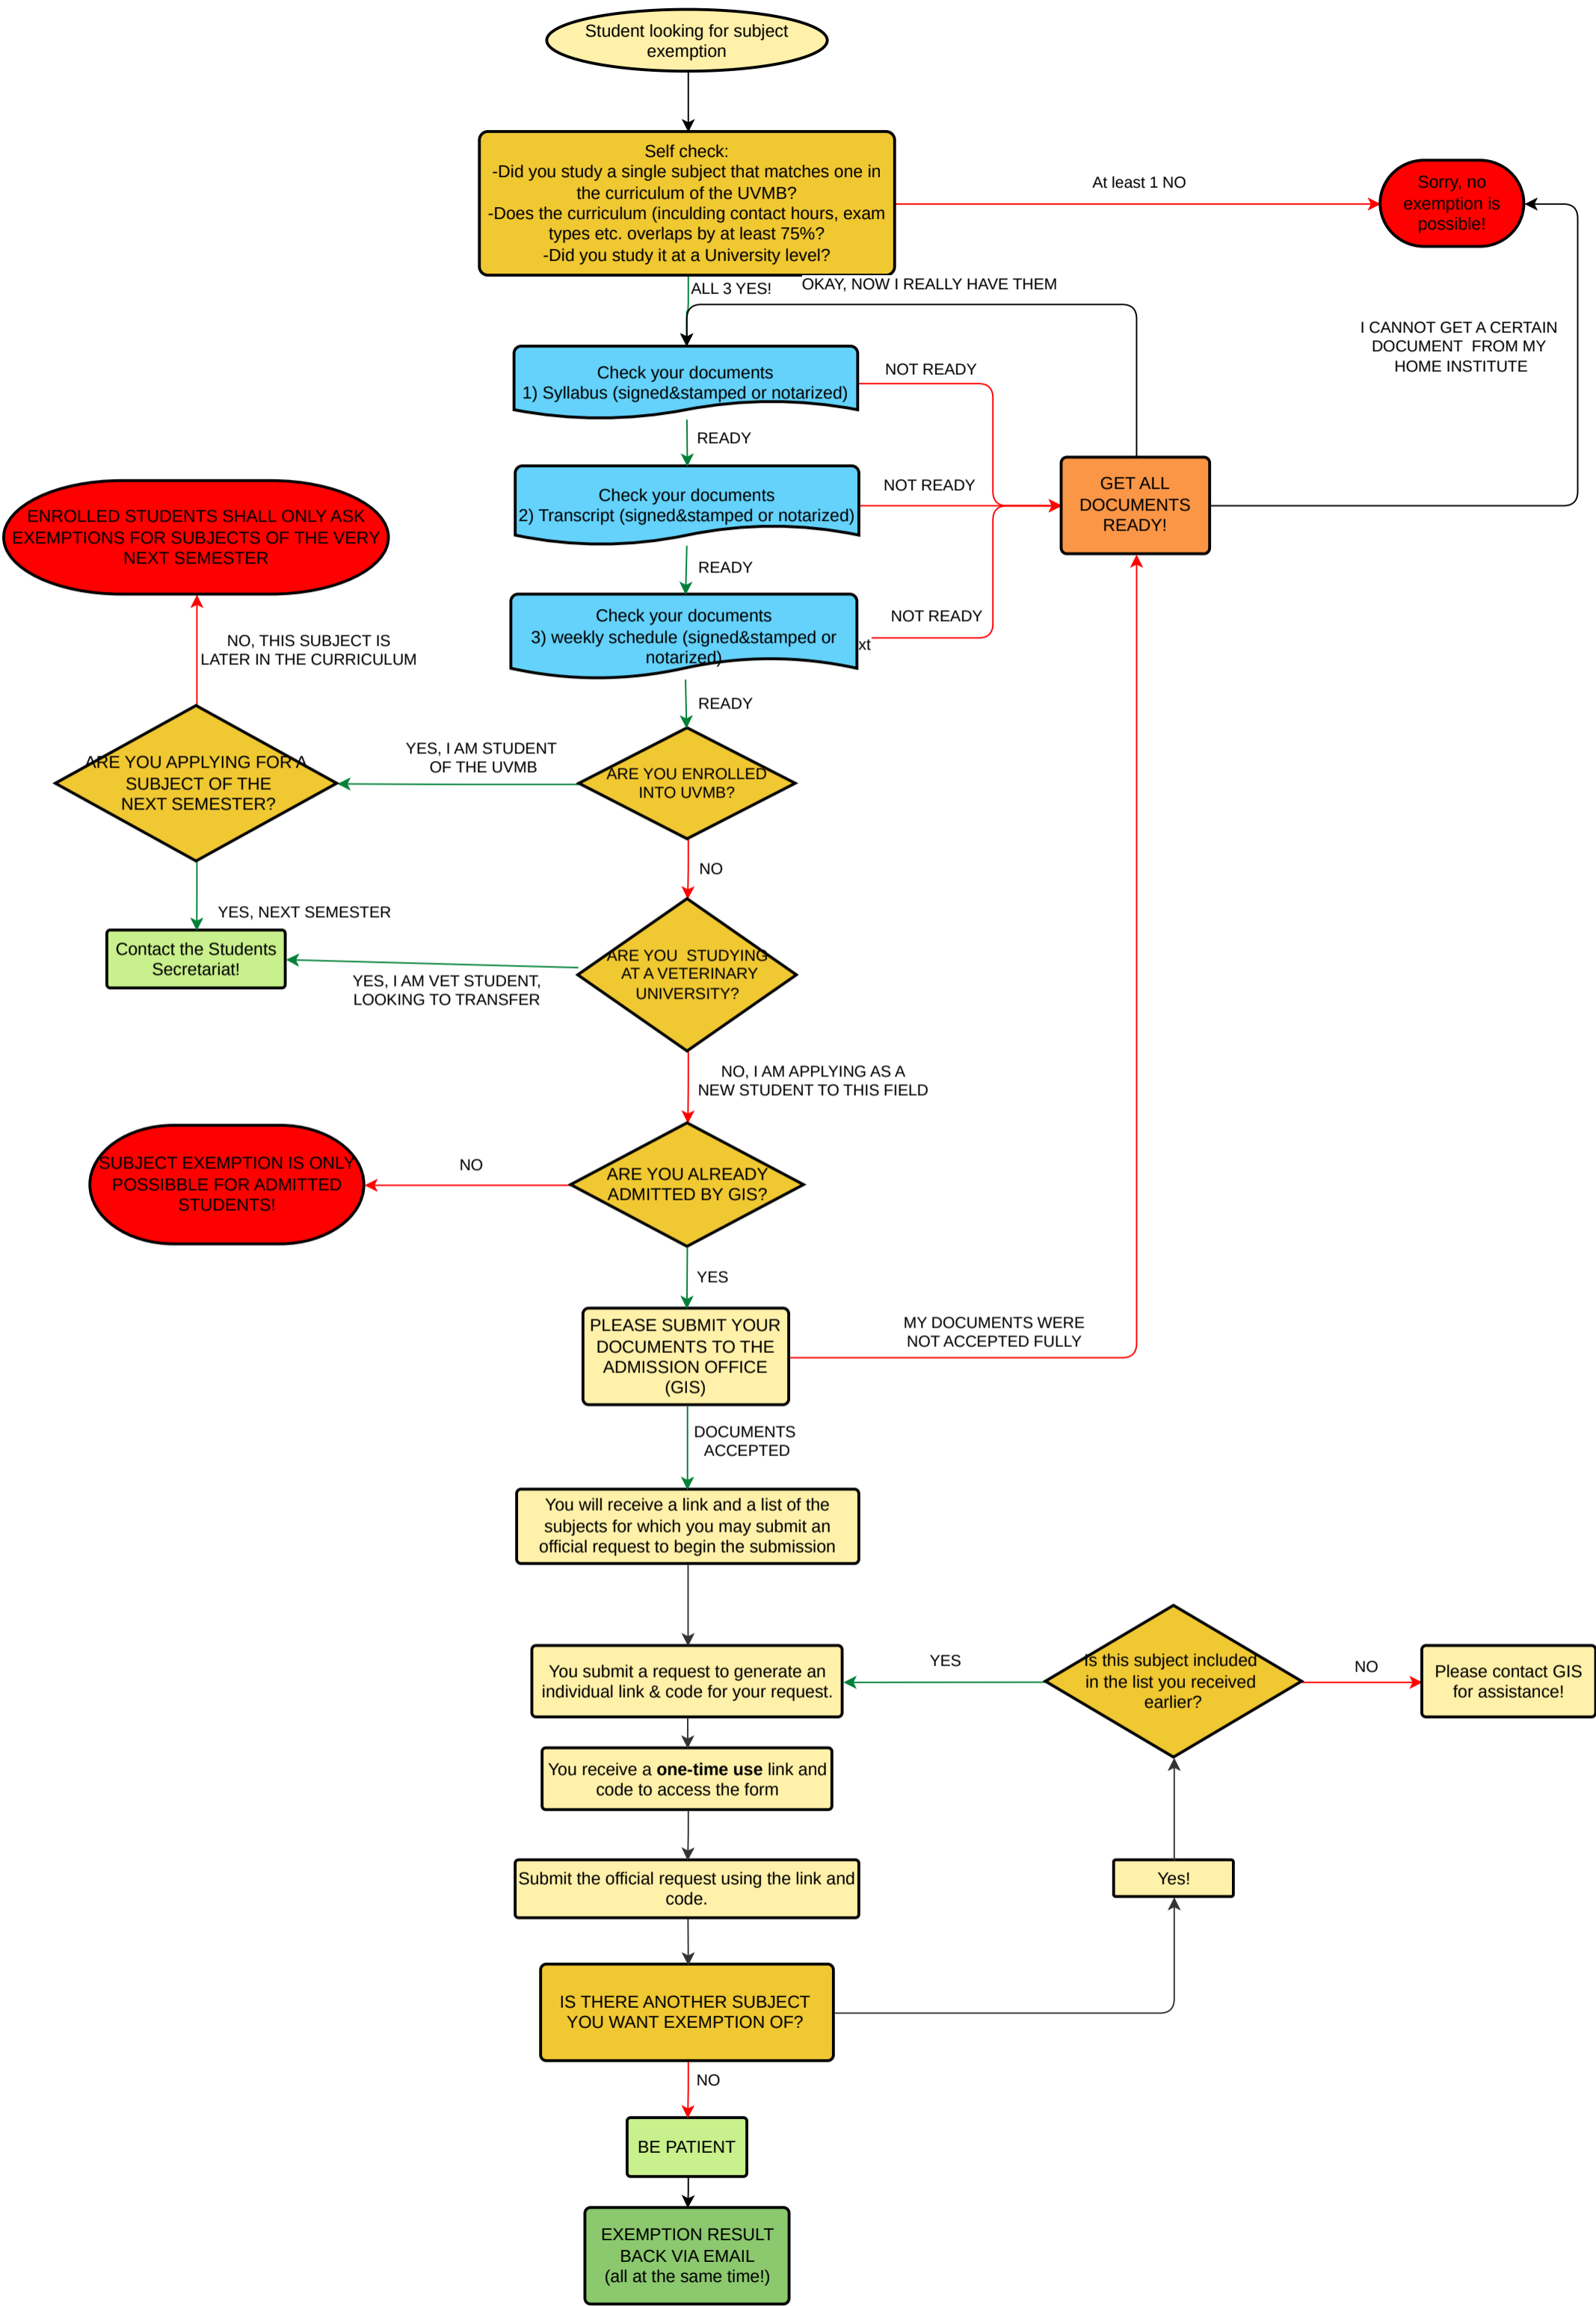 Student looking for subject
exemption
Self check:
-Did you study a single subject that matches one in
the curriculum of the UVMB?
-Does the curriculum (inculding contact hours, exam
types etc. overlaps by at least 75%?
-Did you study it at a University level?
At least 1 NO
Sorry, no
exemption is
possible!
ALL 3 YES!
OKAY, NOW I REALLY HAVE THEM
I CANNOT GET A CERTAIN
DOCUMENT FROM MY
HOME INSTITUTE
Check your documents
1) Syllabus (signed&stamped or notarized)
NOT READY
READY
Check your documents
2) Transcript (signed&stamped or notarized)
NOT READY
GET ALL
DOCUMENTS
READY!
READY
Check your documents
3) weekly schedule (signed&stamped or
notarized)
NOT READY
xt
READY
ENROLLED STUDENTS SHALL ONLY ASK
EXEMPTIONS FOR SUBJECTS OF THE VERY
NEXT SEMESTER
NO, THIS SUBJECT IS
LATER IN THE CURRICULUM
ARE YOU APPLYING FOR A
SUBJECT OF THE
NEXT SEMESTER?
YES, I AM STUDENT
OF THE UVMB
ARE YOU ENROLLED
INTO UVMB?
NO
YES, NEXT SEMESTER
Contact the Students
Secretariat!
YES, I AM VET STUDENT,
LOOKING TO TRANSFER
ARE YOU STUDYING
AT A VETERINARY
UNIVERSITY?
NO, I AM APPLYING AS A
NEW STUDENT TO THIS FIELD
SUBJECT EXEMPTION IS ONLY
POSSIBBLE FOR ADMITTED
STUDENTS!
NO
ARE YOU ALREADY
ADMITTED BY GIS?
YES
PLEASE SUBMIT YOUR
DOCUMENTS TO THE
ADMISSION OFFICE
(GIS)
MY DOCUMENTS WERE
NOT ACCEPTED FULLY
DOCUMENTS
ACCEPTED
You will receive a link and a list of the
subjects for which you may submit an
official request to begin the submission
You submit a request to generate an
individual link & code for your request.
YES
Is this subject included
in the list you received
earlier?
NO
Please contact GIS
for assistance!
You receive a one-time use link and
code to access the form
Submit the official request using the link and
code.
Yes!
IS THERE ANOTHER SUBJECT
YOU WANT EXEMPTION OF?
NO
BE PATIENT
EXEMPTION RESULT
BACK VIA EMAIL
(all at the same time!)